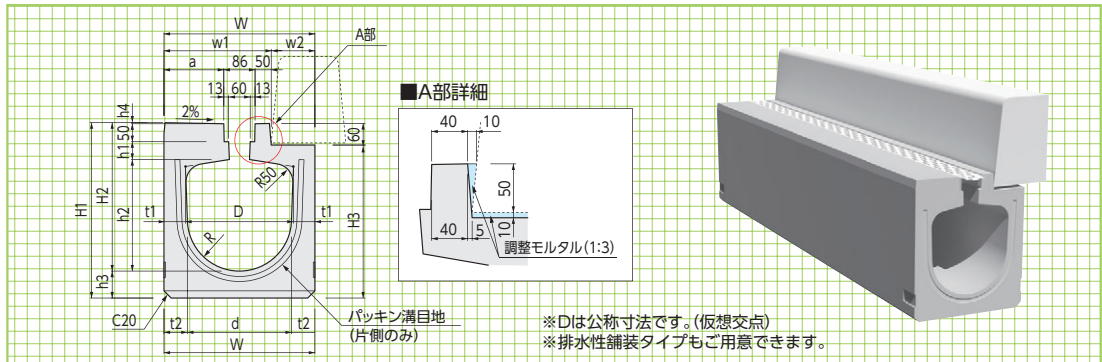 W
w1 w2
A部
a 86 50
13 60 13
2%
h4
50
h1
60
H1
H2
h2
H3
R50
t1 D t1
R
h3
C20
t2 d t2
W
パッキン溝目地
(片側のみ)
■A部詳細
40 10
50
40 5 10
調整モルタル(1:3)
※Dは公称寸法です。(仮想交点)
※排水性舗装タイプもご用意できます。